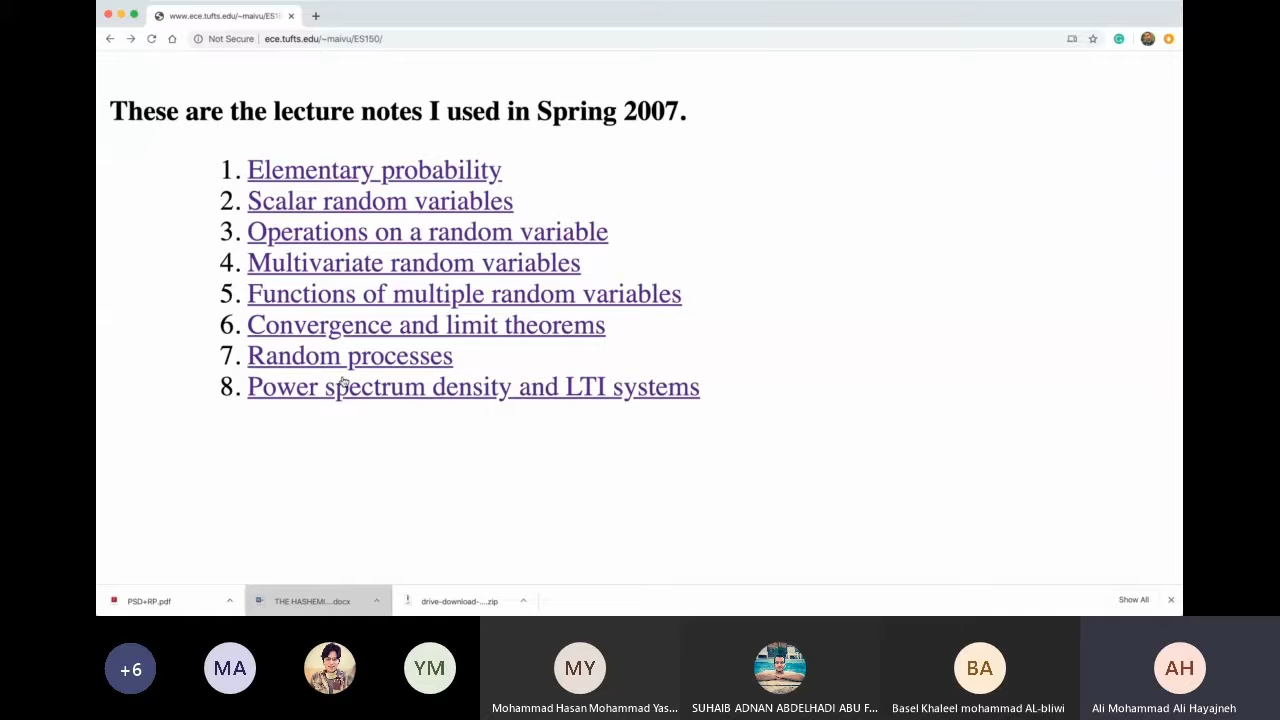 www.ece.tufts.edu/~maivu/ES15
Not Secure
ece.tufts.edu/~maivu/ES150/
These are the lecture notes I used in Spring 2007.
1. Elementary probability
2. Scalar random variables
3. Operations on a random variable
4. Multivariate random variables
5. Functions of multiple random variables
6. Convergence and limit theorems
7. Random processes
8. Power spectrum density and LTI systems
PSD+RP.pdf
THE HASHEMI....docx
drive-download-....zip
Show All
+6
MA
YM
MY
BA
AH
Mohammad Hasan Mohammad Yas...
SUHAIB ADNAN ABDELHADI ABU F...
Basel Khaleel mohammad AL-bliwi
Ali Mohammad Ali Hayajneh